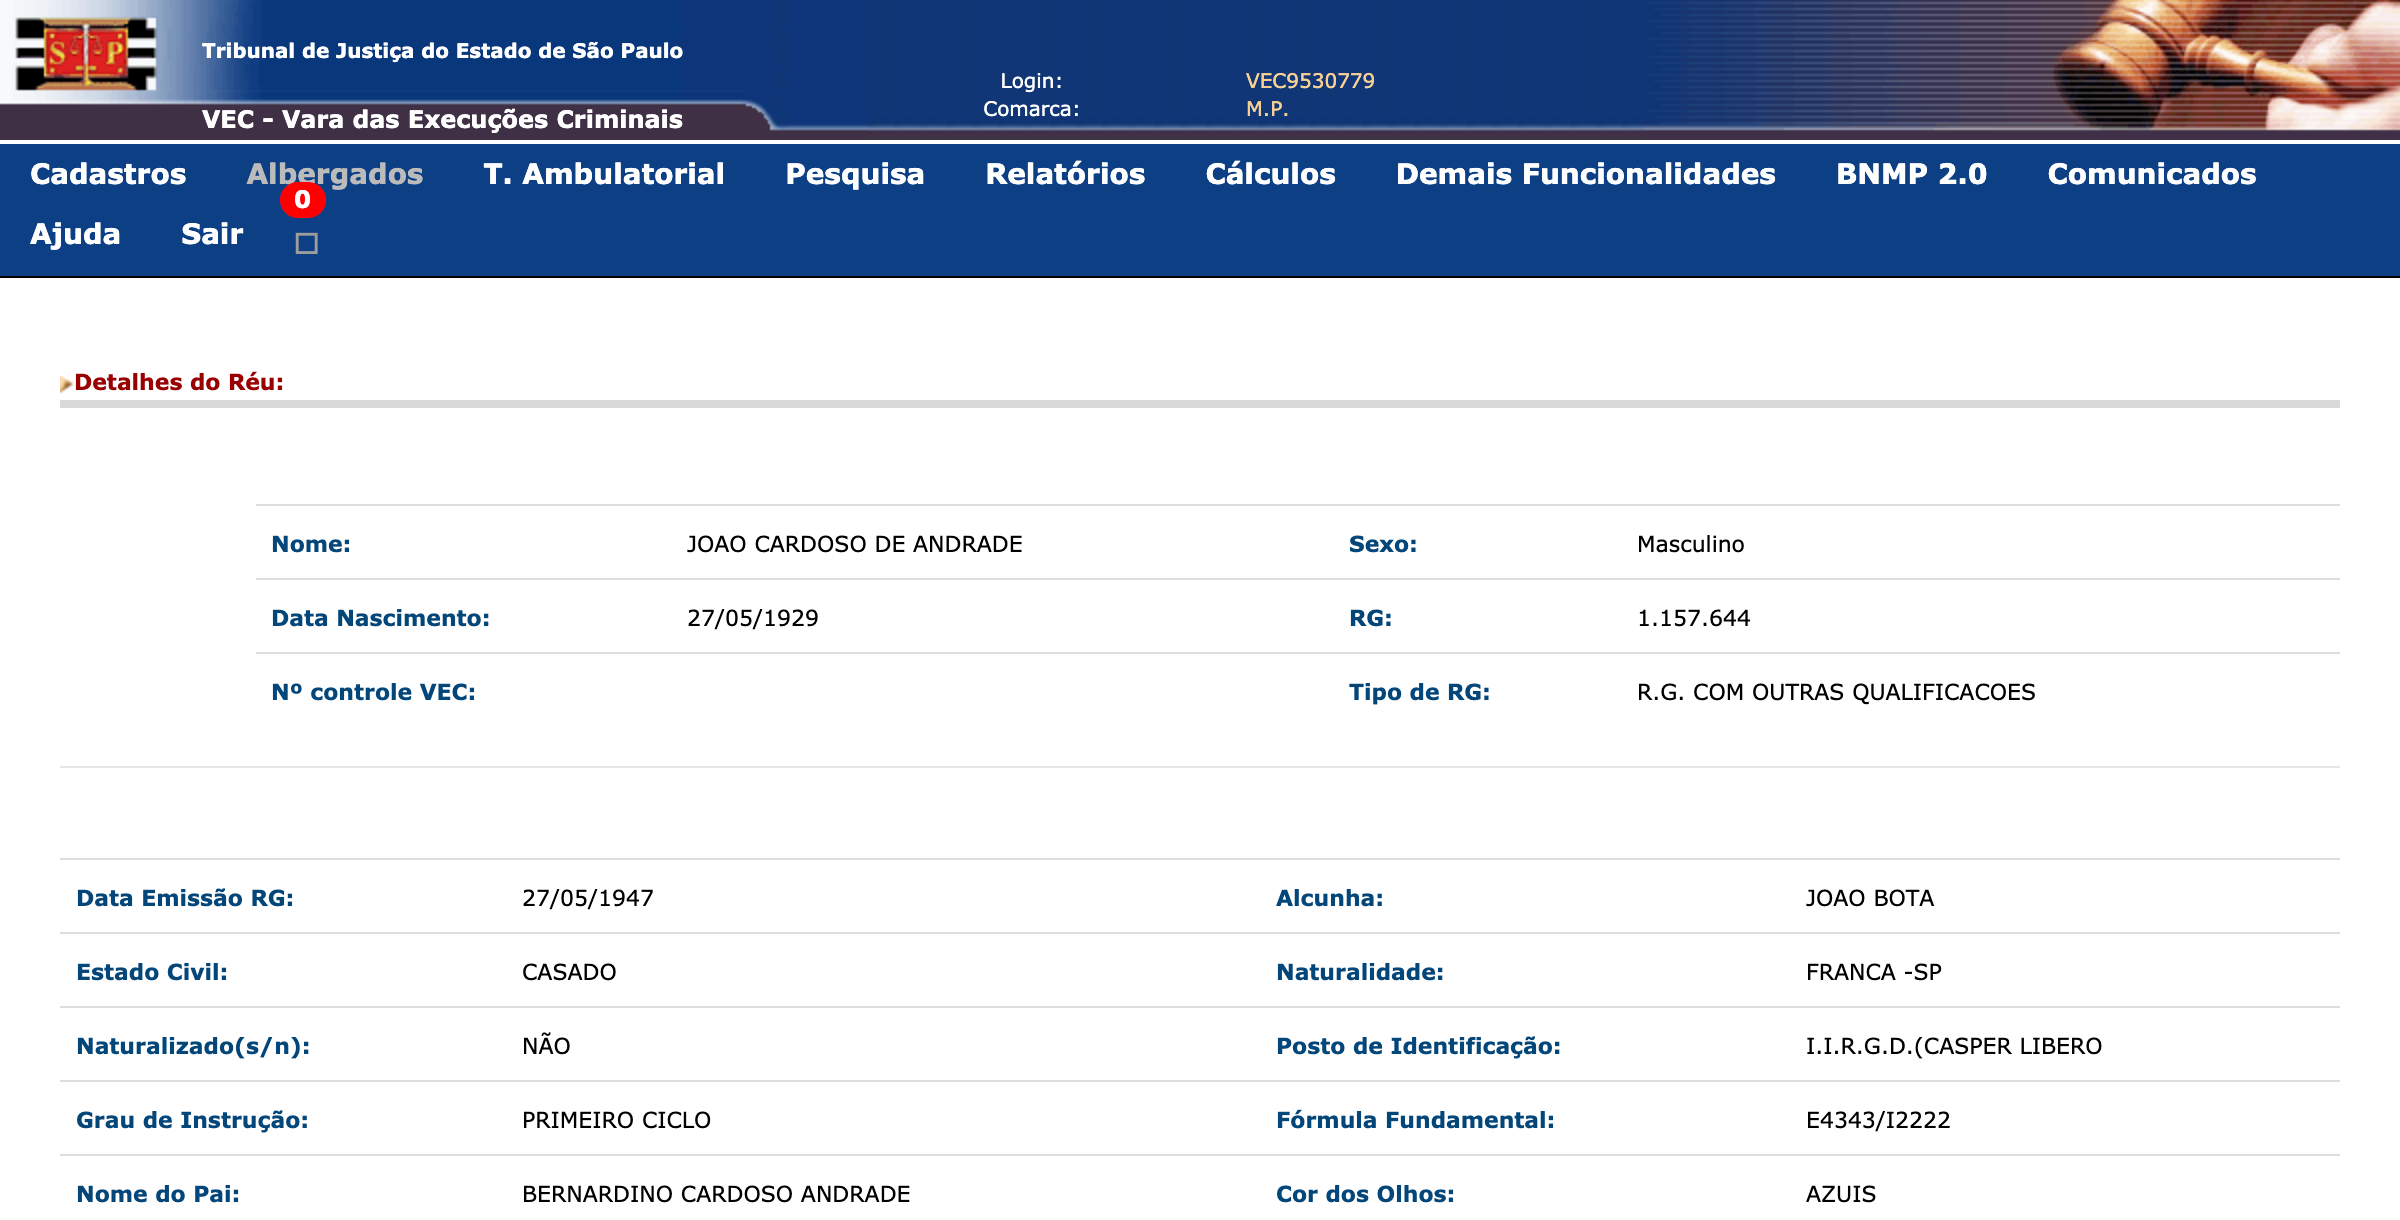 S P
Tribunal de Justiça do Estado de São Paulo
Login: VEC9530779
Comarca: M.P.
VEC - Vara das Execuções Criminais
Cadastros Albergados T. Ambulatorial Pesquisa Relatórios Cálculos Demais Funcionalidades BNMP 2.0 Comunicados
0
Ajuda Sair
Detalhes do Réu:
Nome: JOAO CARDOSO DE ANDRADE Sexo: Masculino
Data Nascimento: 27/05/1929 RG: 1.157.644
Nº controle VEC: Tipo de RG: R.G. COM OUTRAS QUALIFICACOES
Data Emissão RG: 27/05/1947 Alcunha: JOAO BOTA
Estado Civil: CASADO Naturalidade: FRANCA -SP
Naturalizado(s/n): NÃO Posto de Identificação: I.I.R.G.D.(CASPER LIBERO
Grau de Instrução: PRIMEIRO CICLO Fórmula Fundamental: E4343/I2222
Nome do Pai: BERNARDINO CARDOSO ANDRADE Cor dos Olhos: AZUIS